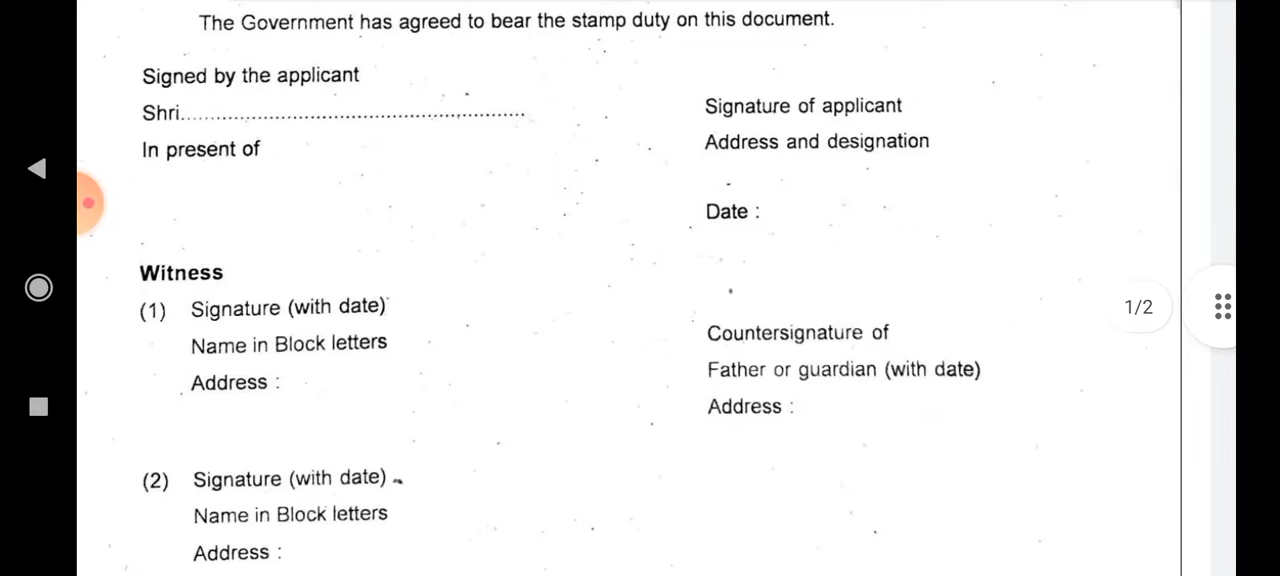 The Government has agreed to bear the stamp duty on this document.
Signed by the applicant
Shri..........................................................
In present of
Signature of applicant
Address and designation
Date :
Witness
(1) Signature (with date)
Name in Block letters
Address :
Countersignature of
Father or guardian (with date)
Address :
(2) Signature (with date)
Name in Block letters
Address :
1/2